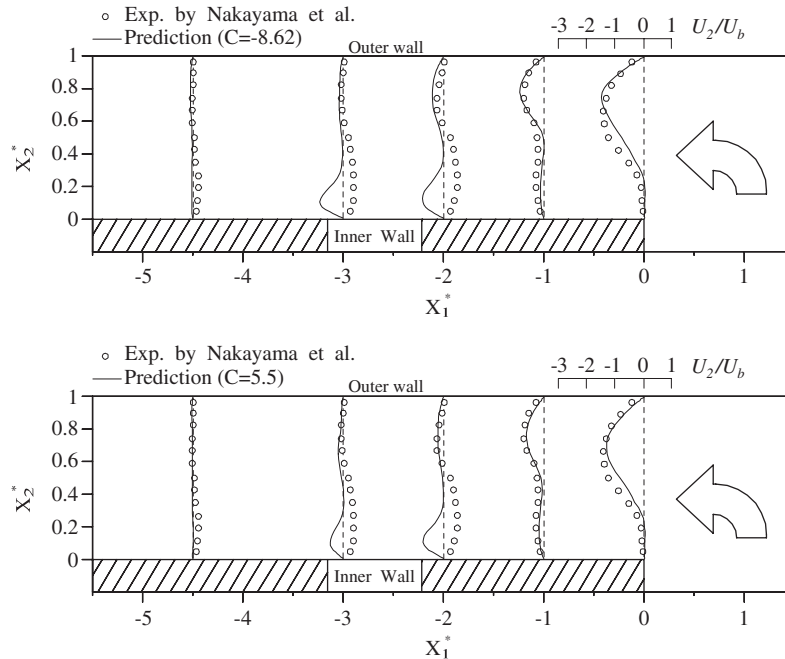 Exp. by Nakayama et al.
Prediction (C=-8.62)
-3 -2 -1 0 1 U₂/U_b
Outer wall
1
0.8
0.6
0.4
0.2
0
X₂*
Inner Wall
-5 -4 -3 -2 -1 0 1
X₁*
Exp. by Nakayama et al.
Prediction (C=5.5)
-3 -2 -1 0 1 U₂/U_b
Outer wall
1
0.8
0.6
0.4
0.2
0
X₂*
Inner Wall
-5 -4 -3 -2 -1 0 1
X₁*